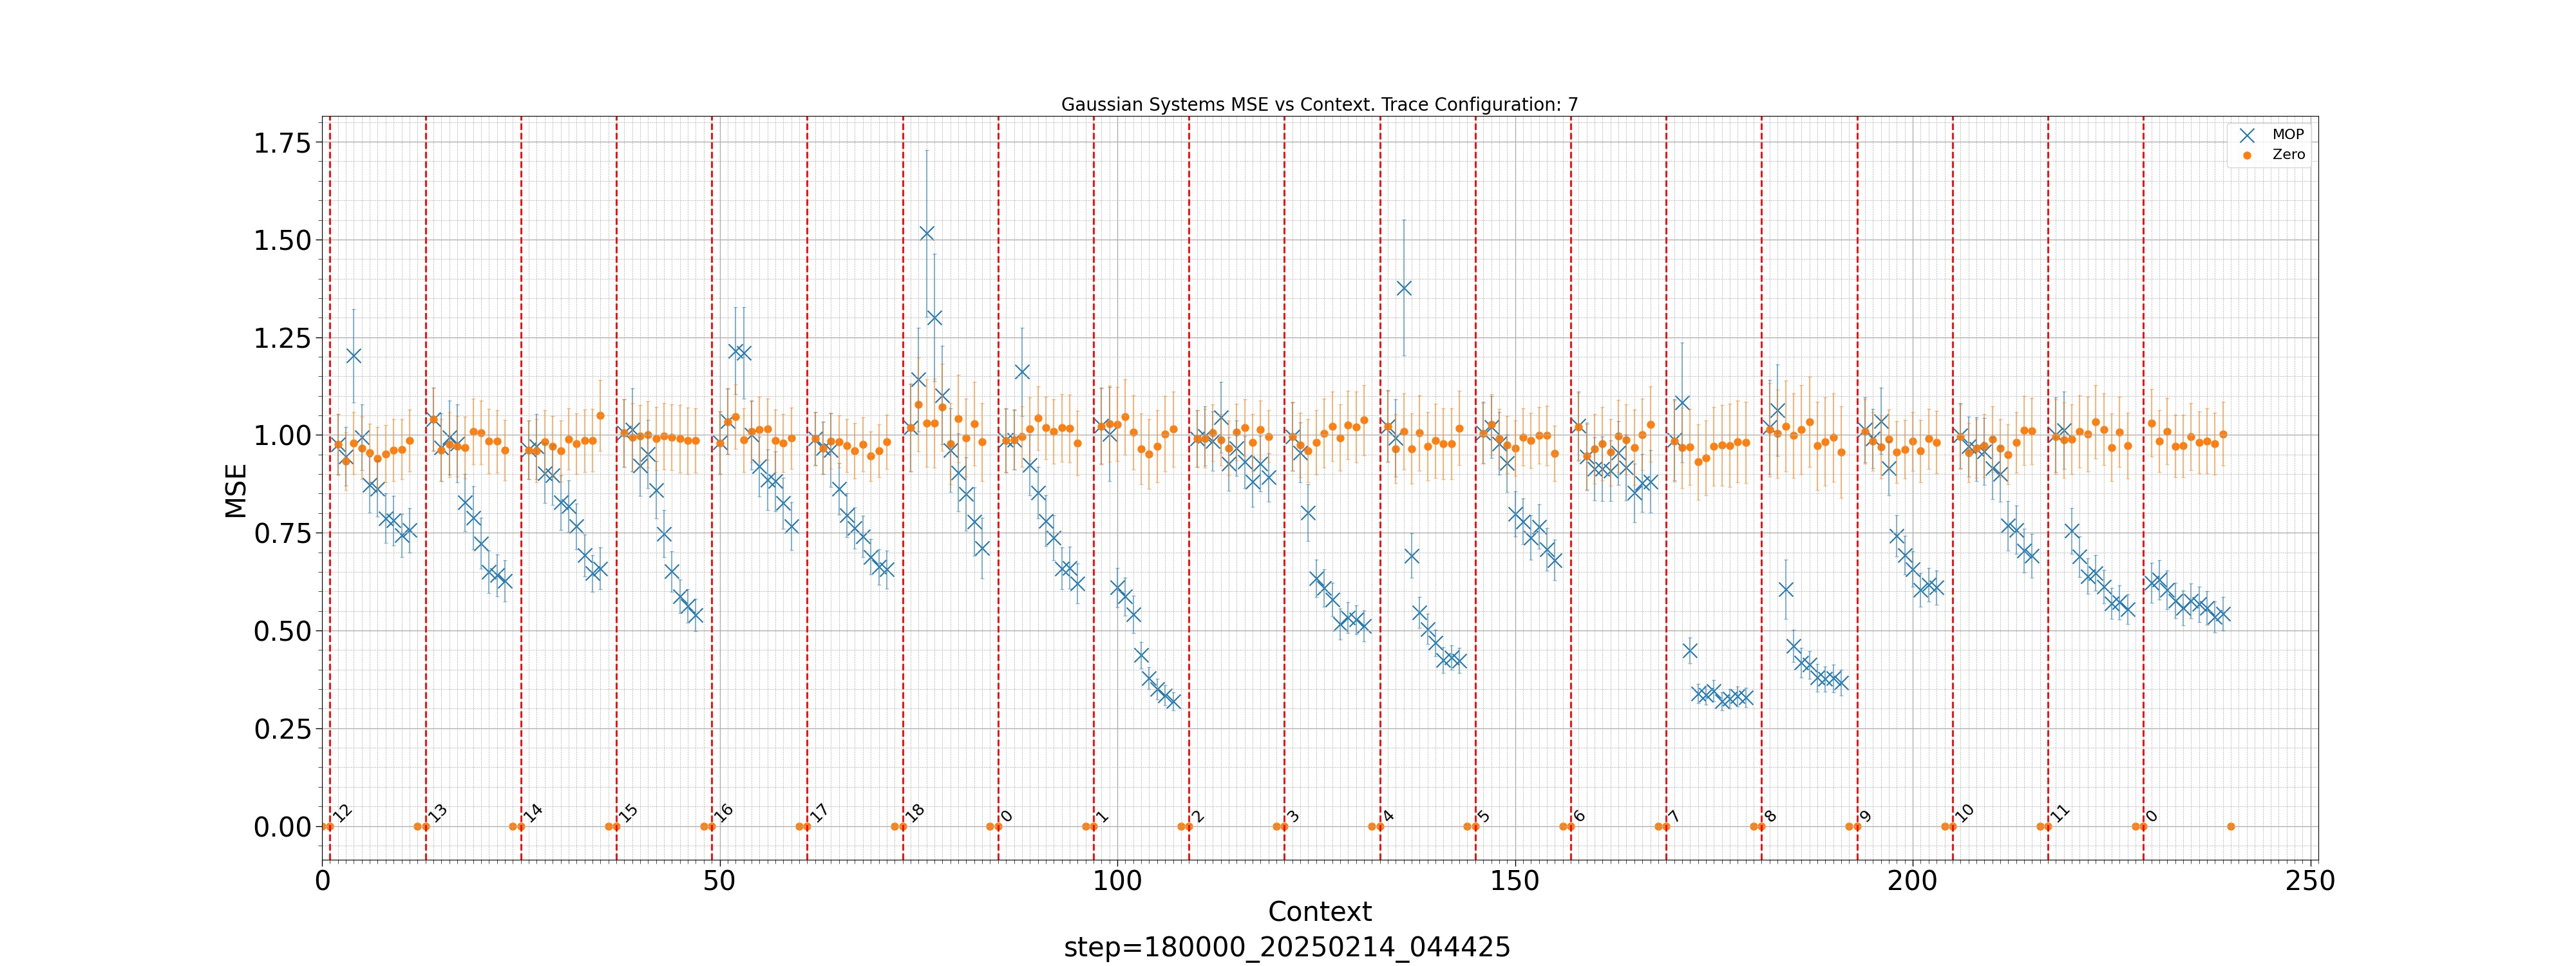 Gaussian Systems MSE vs Context. Trace Configuration: 7
MOP
Zero
1.75
1.50
1.25
1.00
0.75
0.50
0.25
0.00
MSE
12 13 14 15 16 17 18 0 1 2 3 4 5 6 7 8 9 10 11 0
0 50 100 150 200 250
Context
step=180000_20250214_044425